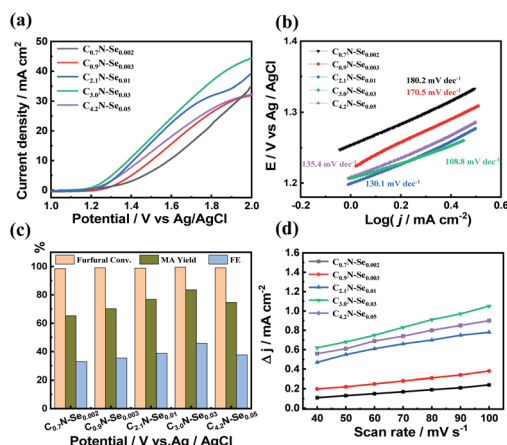 (a)
C0.7N-Se0.002
C0.9N-Se0.003
C2.1N-Se0.01
C3.0N-Se0.03
C4.2N-Se0.05
50
40
30
20
10
0
Current density / mA cm2
1.0 1.2 1.4 1.6 1.8 2.0
Potential / V vs Ag/AgCl
(b)
C0.7N-Se0.002
C0.9N-Se0.003
C2.1N-Se0.01
C3.0N-Se0.03
C4.2N-Se0.05
180.2 mV dec-1
170.5 mV dec-1
135.4 mV dec-1
108.8 mV dec-1
130.1 mV dec-1
1.4
1.3
1.2
E / V vs Ag / AgCl
-0.5 0.0 0.5 1.0
Log(j / mA cm-2)
(c)
%
Furfural Conv. MA Yield FE
100
80
60
40
20
0
C0.7N-Se0.002 C0.9N-Se0.003 C2.1N-Se0.01 C3.0N-Se0.03 C4.2N-Se0.05
Potential / V vs.Ag / AgCl
(d)
C0.7N-Se0.002
C0.9N-Se0.003
C2.1N-Se0.01
C3.0N-Se0.03
C4.2N-Se0.05
1.6
1.4
1.2
1.0
0.8
0.6
0.4
0.2
0.0
Δ j / mA cm-2
40 50 60 70 80 90 100
Scan rate / mV s-1